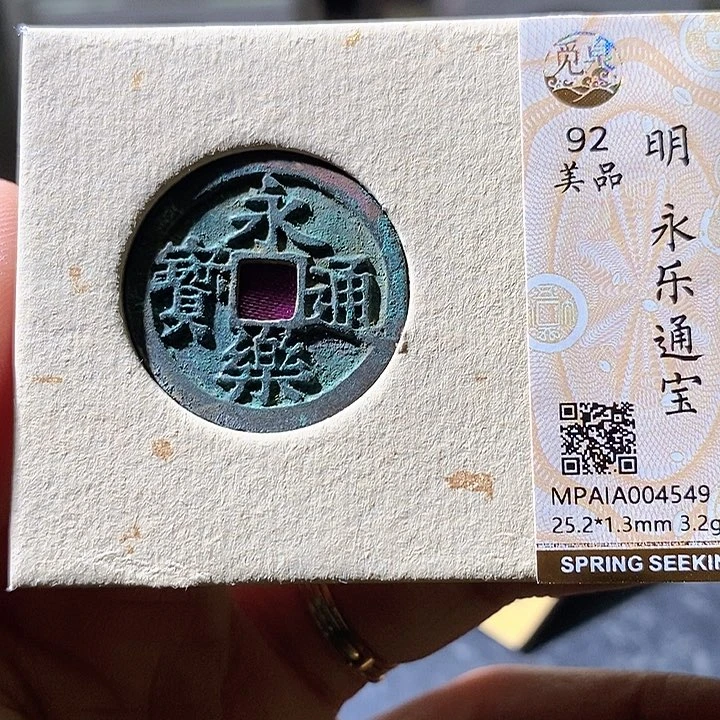 永樂通寶
觅泉
92
美品
明
永乐通宝
MPAIA004549
25.2*1.3mm 3.2g
SPRING SEEKIN